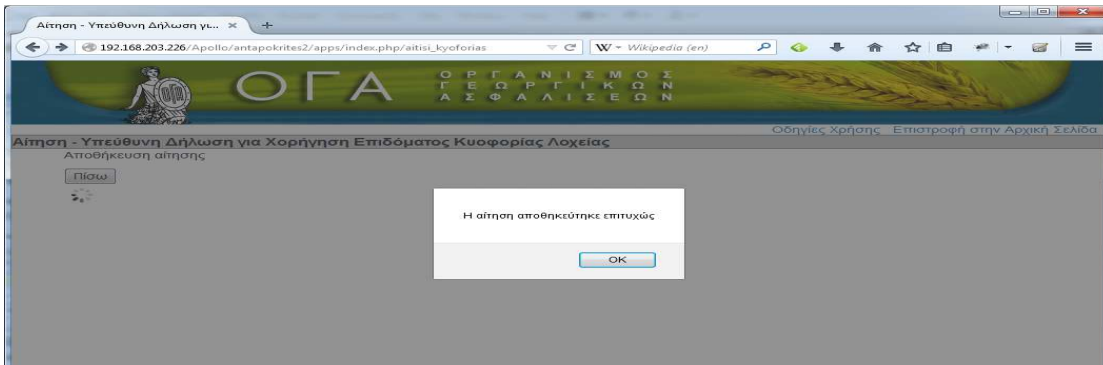 Αίτηση - Υπεύθυνη Δήλωση γι...
192.168.203.226/Apollo/antapokrites2/apps/index.php/aitisi_kyoforias
W - Wikipedia (en)
ΟΓΑ
ΟΡΓΑΝΙΣΜΟΣ
ΓΕΩΡΓΙΚΩΝ
ΑΣΦΑΛΙΣΕΩΝ
Οδηγίες Χρήσης Επιστροφή στην Αρχική Σελίδα
Αίτηση - Υπεύθυνη Δήλωση για Χορήγηση Επιδόματος Κυοφορίας Λοχείας
Αποθήκευση αίτησης
Πίσω
Η αίτηση αποθηκεύτηκε επιτυχώς
OK